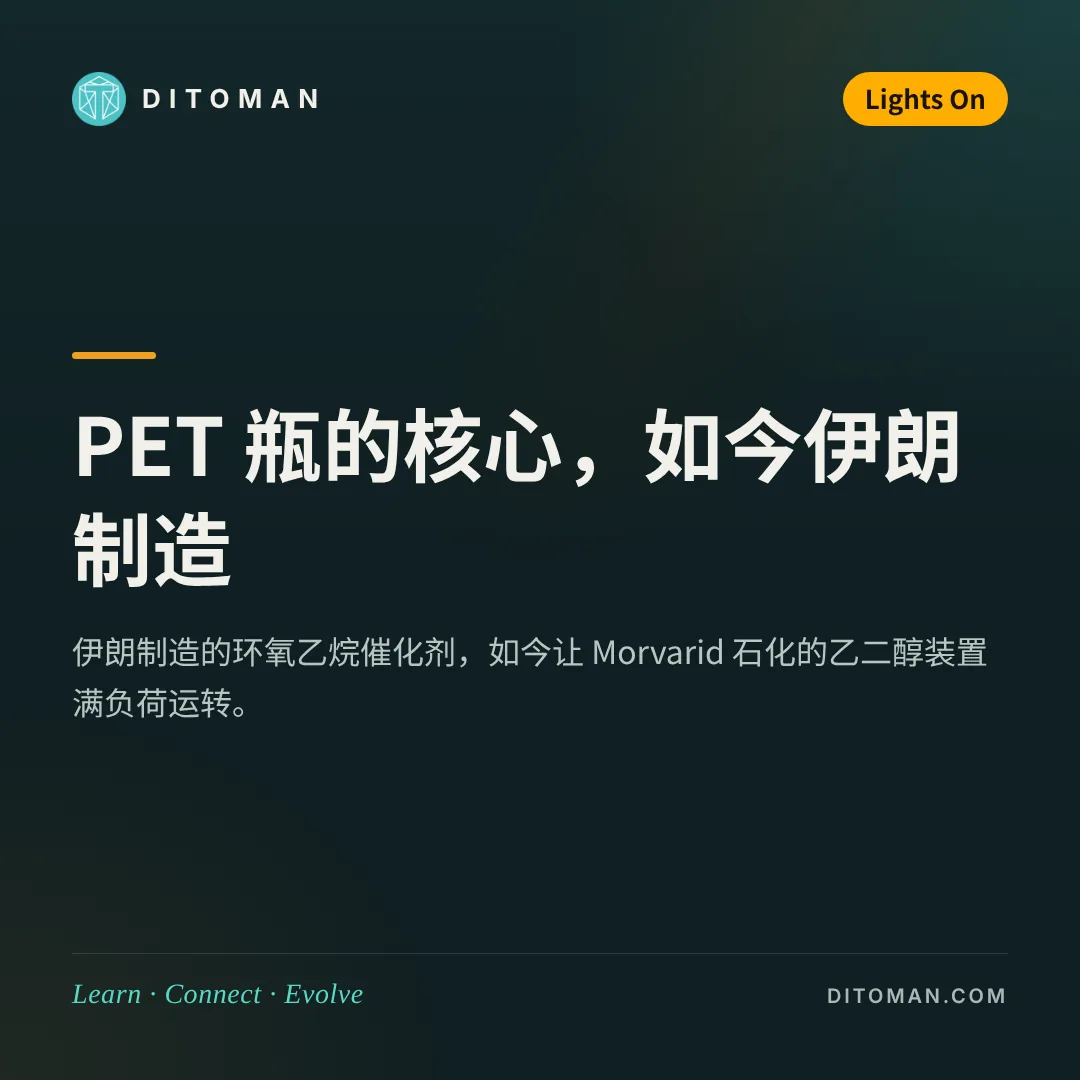 DITOMAN
Lights On
PET 瓶的核心，如今伊朗
制造
伊朗制造的环氧乙烷催化剂，如今让 Morvarid 石化的乙二醇装置
满负荷运转。
Learn · Connect · Evolve
DITOMAN.COM